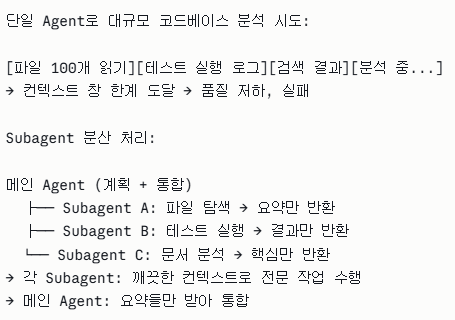 단일 Agent로 대규모 코드베이스 분석 시도:
[파일 100개 읽기][테스트 실행 로그][검색 결과][분석 중...]
→ 컨텍스트 창 한계 도달 → 품질 저하, 실패
Subagent 분산 처리:
메인 Agent (계획 + 통합)
├── Subagent A: 파일 탐색 → 요약만 반환
├── Subagent B: 테스트 실행 → 결과만 반환
└── Subagent C: 문서 분석 → 핵심만 반환
→ 각 Subagent: 깨끗한 컨텍스트로 전문 작업 수행
→ 메인 Agent: 요약들만 받아 통합